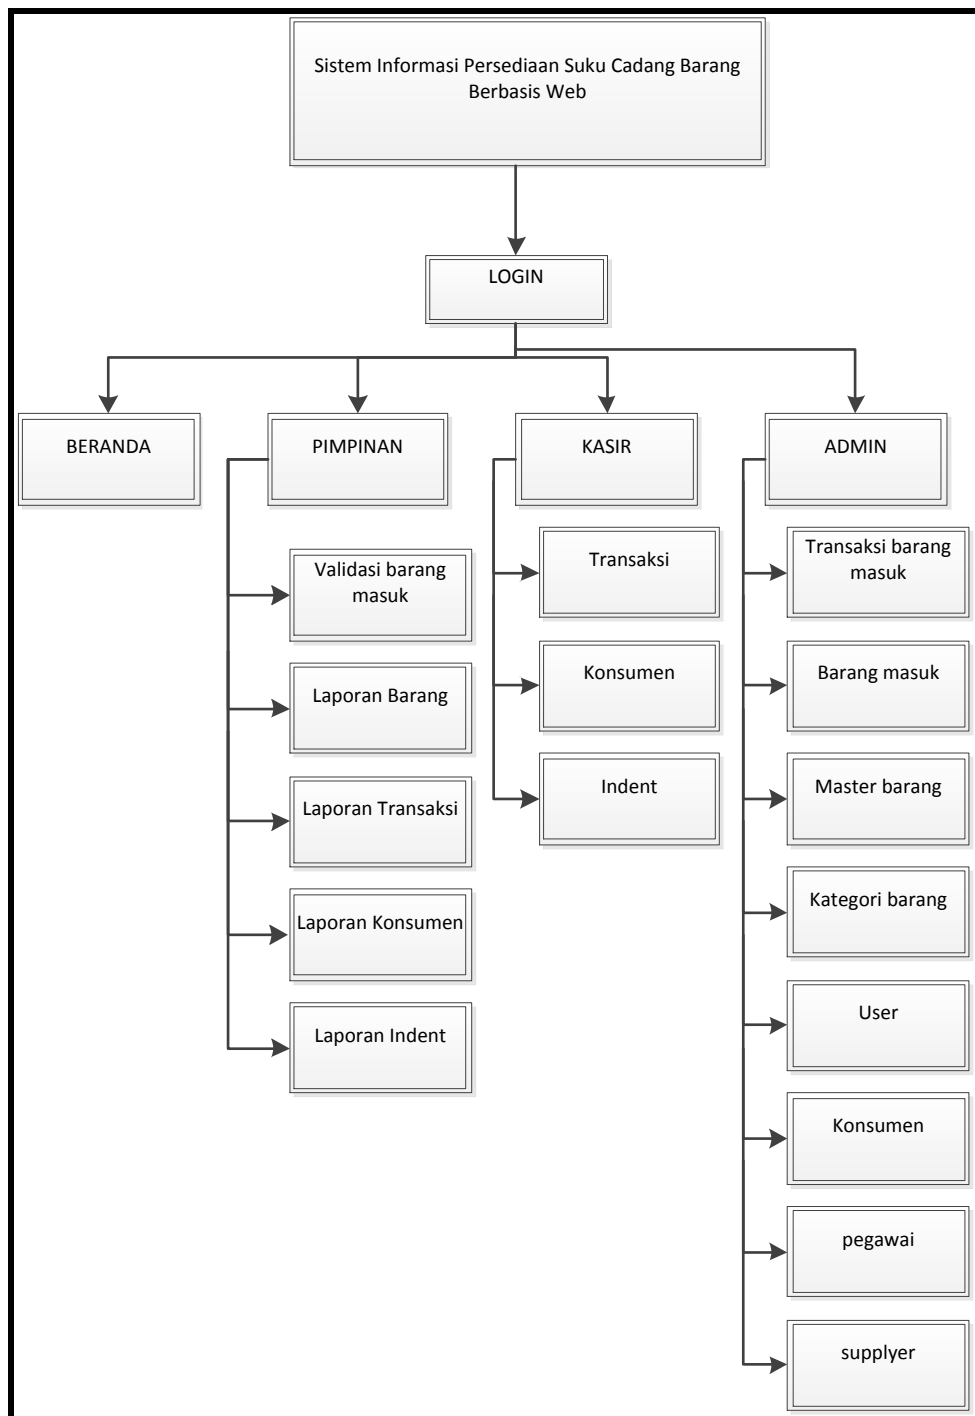 Sistem Informasi Persediaan Suku Cadang Barang
Berbasis Web
LOGIN
BERANDA
PIMPINAN
KASIR
ADMIN
Validasi barang
masuk
Laporan Barang
Laporan Transaksi
Laporan Konsumen
Laporan Indent
Transaksi
Konsumen
Indent
Transaksi barang
masuk
Barang masuk
Master barang
Kategori barang
User
Konsumen
pegawai
supplyer